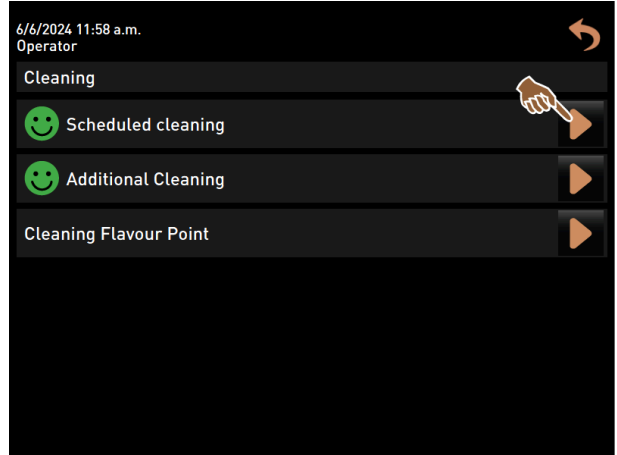 6/6/2024 11:58 a.m.
Operator
Cleaning
Scheduled cleaning
Additional Cleaning
Cleaning Flavour Point